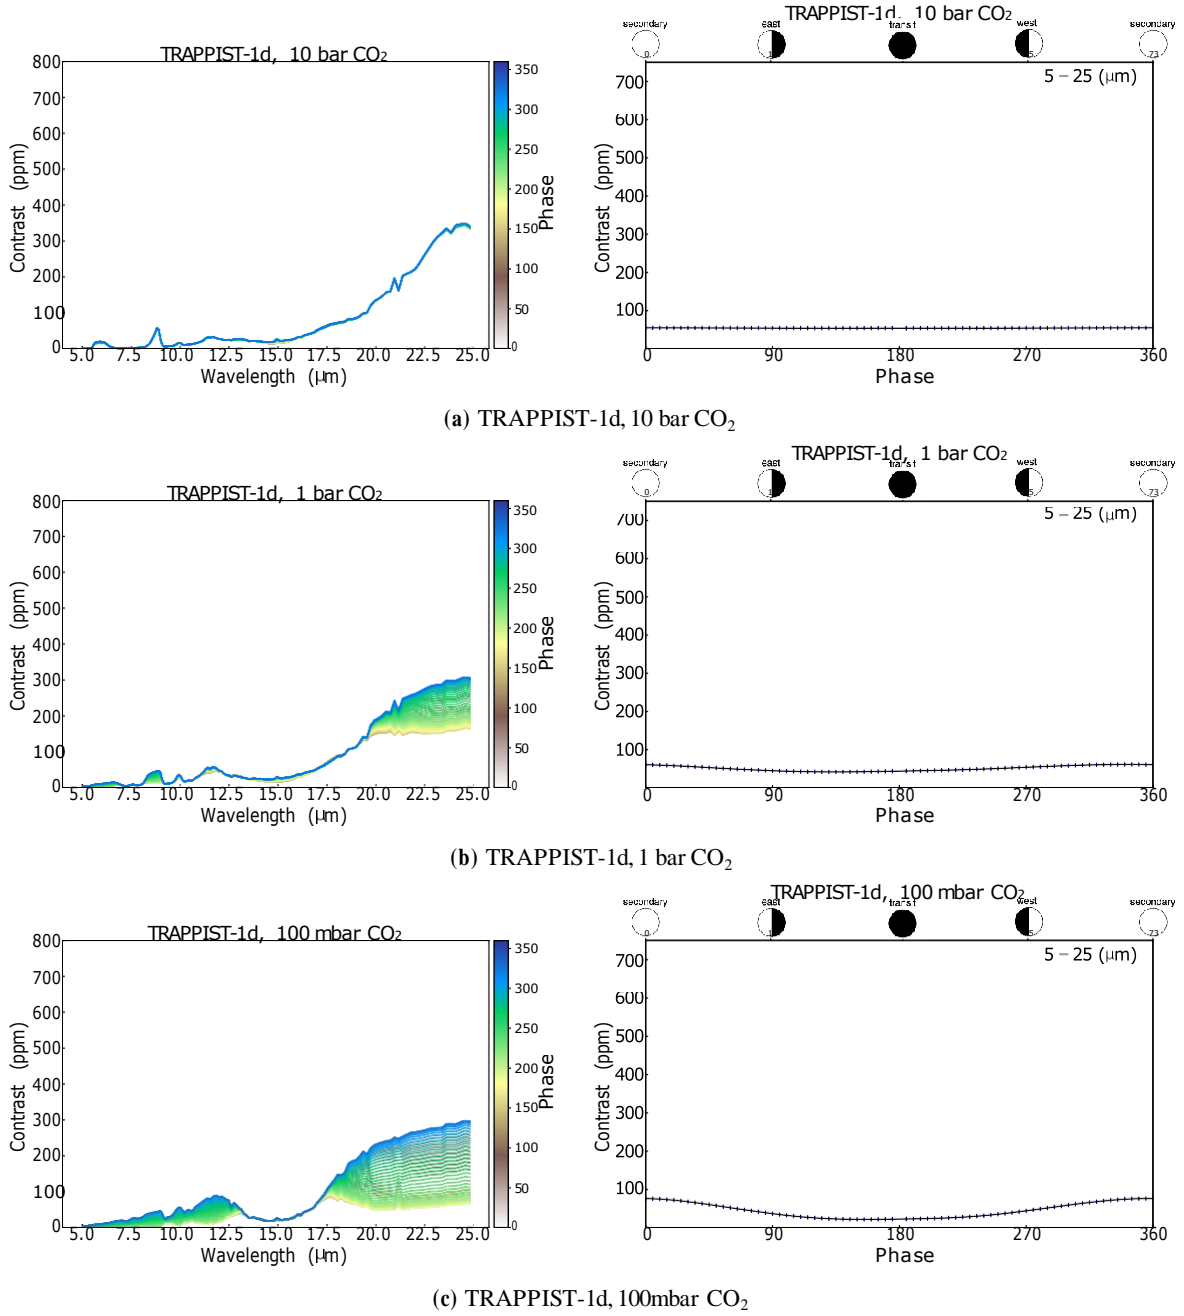 TRAPPIST-1d, 10 bar CO2
800
700
600
500
400
300
200
100
0
5.0 7.5 10.0 12.5 15.0 17.5 20.0 22.5 25.0
Wavelength (μm)
Contrast (ppm)
350
300
250
200
150
100
50
0
Phase
TRAPPIST-1d, 10 bar CO2
secondary east transit west secondary
0 73
5 – 25 (μm)
700
600
500
400
300
200
100
0 90 180 270 360
Phase
Contrast (ppm)
(a) TRAPPIST-1d, 10 bar CO2
TRAPPIST-1d, 1 bar CO2
800
700
600
500
400
300
200
100
0
5.0 7.5 10.0 12.5 15.0 17.5 20.0 22.5 25.0
Wavelength (μm)
Contrast (ppm)
350
300
250
200
150
100
50
0
Phase
TRAPPIST-1d, 1 bar CO2
secondary east transit west secondary
0 73
5 – 25 (μm)
700
600
500
400
300
200
100
0 90 180 270 360
Phase
Contrast (ppm)
(b) TRAPPIST-1d, 1 bar CO2
TRAPPIST-1d, 100 mbar CO2
800
700
600
500
400
300
200
100
0
5.0 7.5 10.0 12.5 15.0 17.5 20.0 22.5 25.0
Wavelength (μm)
Contrast (ppm)
350
300
250
200
150
100
50
0
Phase
TRAPPIST-1d, 100 mbar CO2
secondary east transit west secondary
0 73
5 – 25 (μm)
700
600
500
400
300
200
100
0 90 180 270 360
Phase
Contrast (ppm)
(c) TRAPPIST-1d, 100mbar CO2